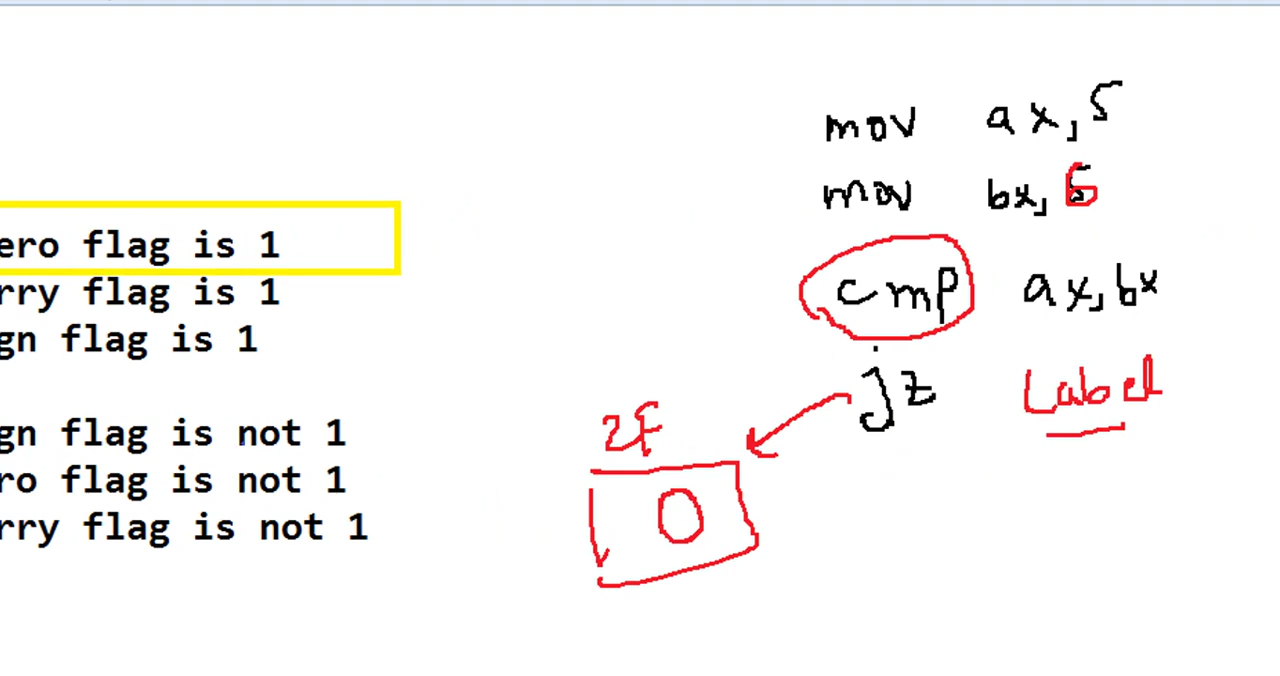 ero flag is 1
rry flag is 1
gn flag is 1
gn flag is not 1
ro flag is not 1
rry flag is not 1
mov ax,5
mov bx,6
cmp ax,bx
jz Label
ZF
0